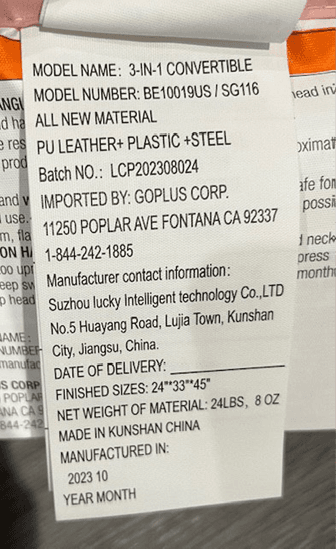 MODEL NAME: 3-IN-1 CONVERTIBLE
MODEL NUMBER: BE10019US / SG116
ALL NEW MATERIAL
PU LEATHER+ PLASTIC +STEEL
Batch NO.: LCP202308024
IMPORTED BY: GOPLUS CORP.
11250 POPLAR AVE FONTANA CA 92337
1-844-242-1885
Manufacturer contact information:
Suzhou lucky Intelligent technology Co.,LTD
No.5 Huayang Road, Lujia Town, Kunshan
City, Jiangsu, China.
DATE OF DELIVERY: ____________
FINISHED SIZES: 24"*33"*45"
NET WEIGHT OF MATERIAL: 24LBS, 8 OZ
MADE IN KUNSHAN CHINA
MANUFACTURED IN:
2023 10
YEAR MONTH